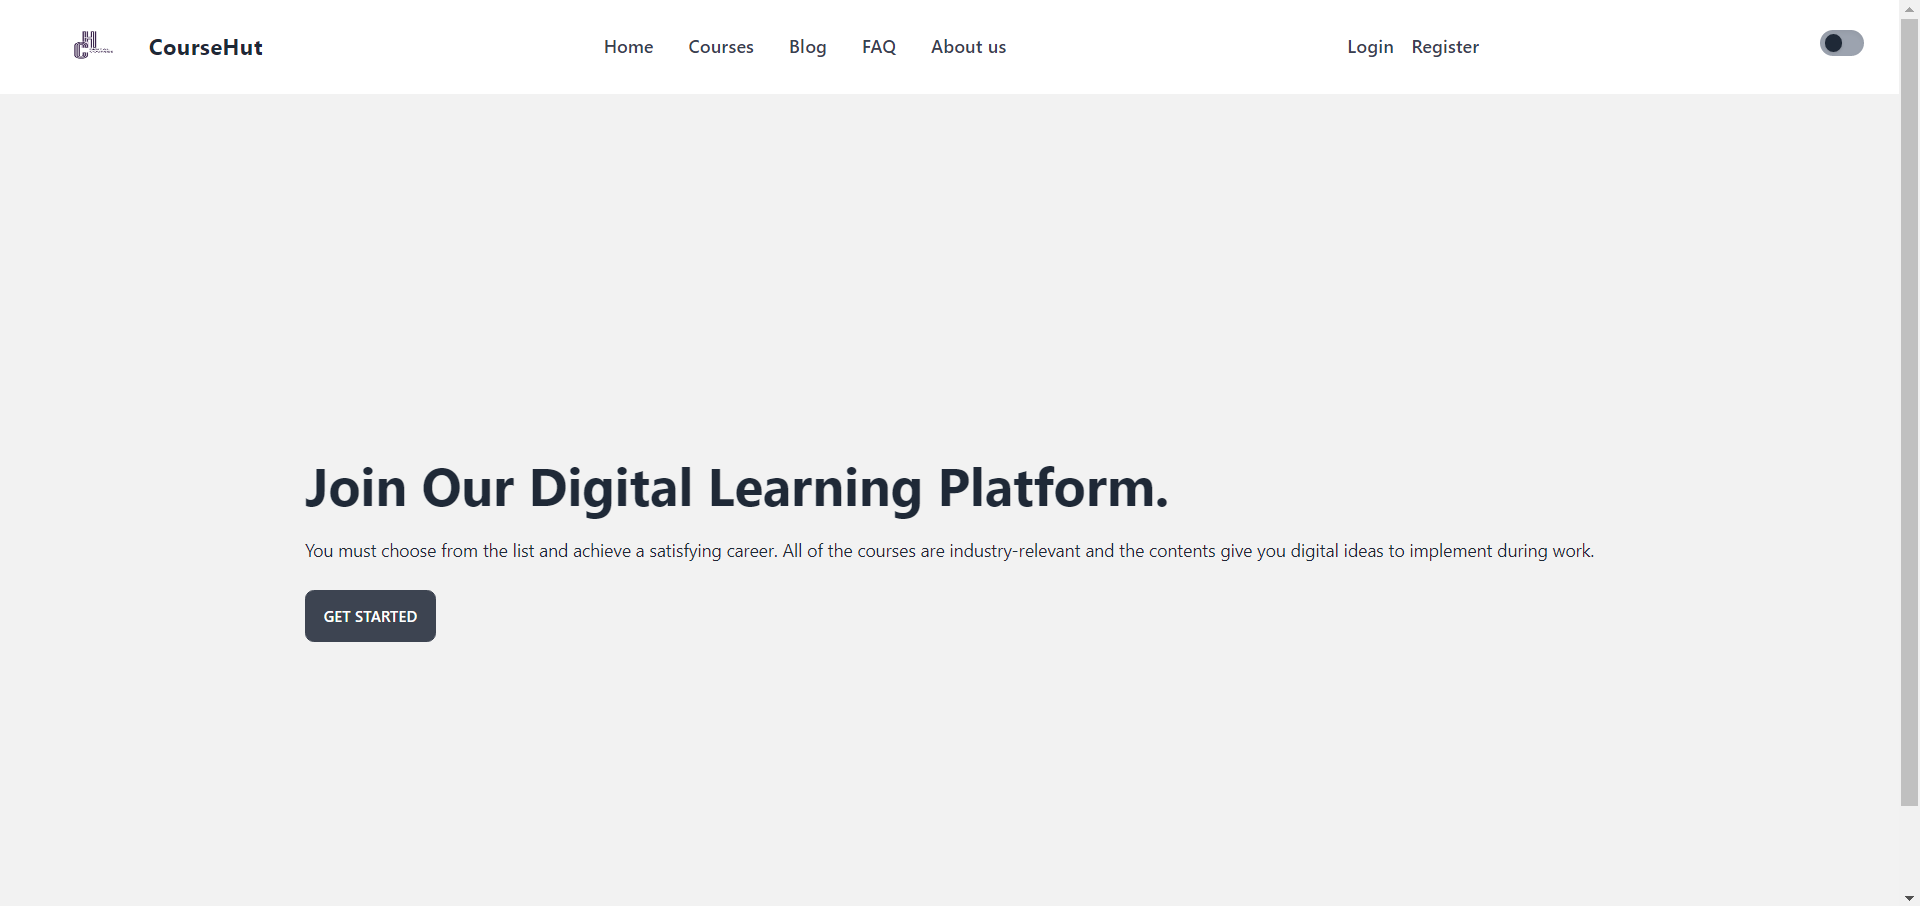 CourseHut
Home Courses Blog FAQ About us
Login Register
Join Our Digital Learning Platform.
You must choose from the list and achieve a satisfying career. All of the courses are industry-relevant and the contents give you digital ideas to implement during work.
GET STARTED